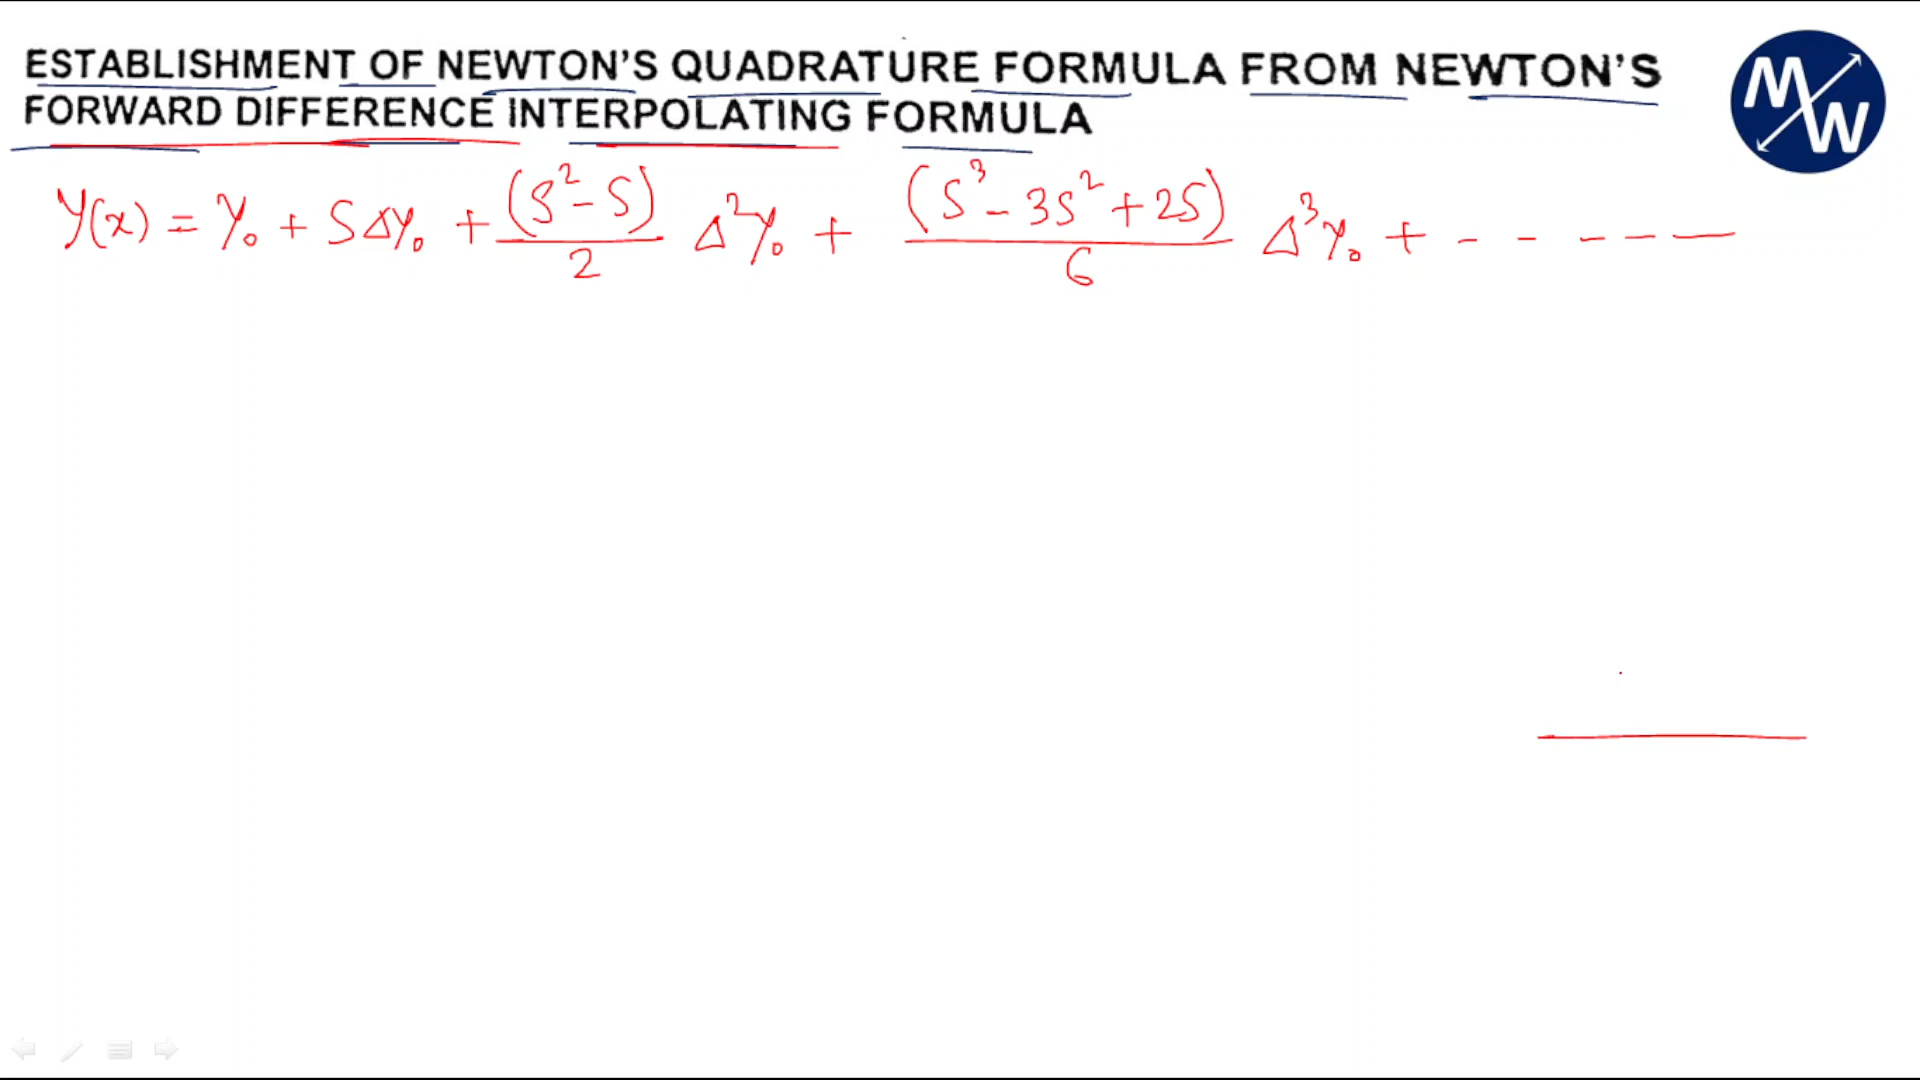 ESTABLISHMENT OF NEWTON'S QUADRATURE FORMULA FROM NEWTON'S
FORWARD DIFFERENCE INTERPOLATING FORMULA
MW
y(x) = y₀ + SΔy₀ + (S² - S)/2 Δ²y₀ + (S³ - 3S² + 2S)/6 Δ³y₀ + - - - - —